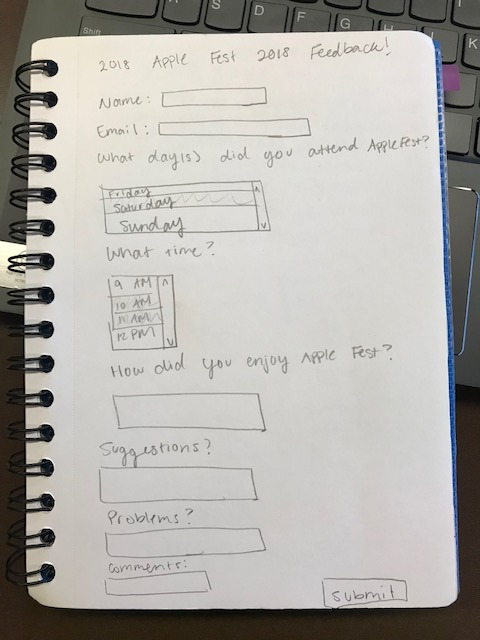 Shift
S
D
F
G
H
J
K
2018 Apple Fest 2018 Feedback!
Name:
Email:
What day(s) did you attend AppleFest?
Friday
Saturday
Sunday
What time?
9 AM
10 AM
11 AM
12 PM
How did you enjoy Apple Fest?
Suggestions?
Problems?
comments:
submit